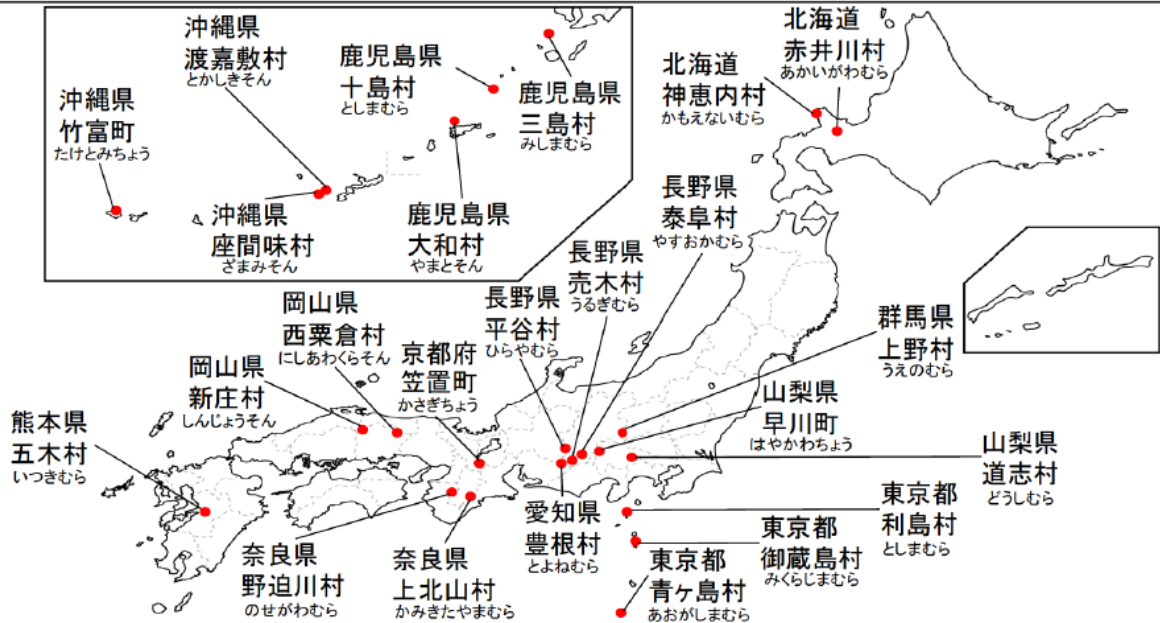 沖縄県
渡嘉敷村
とかしきそん
鹿児島県
十島村
としまむら
鹿児島県
三島村
みしまむら
沖縄県
竹富町
たけとみちょう
沖縄県
座間味村
ざまみそん
鹿児島県
大和村
やまとそん
北海道
赤井川村
あかいがわむら
北海道
神恵内村
かもえないむら
長野県
泰阜村
やすおかむら
長野県
売木村
うるぎむら
長野県
平谷村
ひらやむら
岡山県
西粟倉村
にしあわくらそん
京都府
笠置町
かさぎちょう
岡山県
新庄村
しんじょうそん
熊本県
五木村
いつきむら
群馬県
上野村
うえのむら
山梨県
早川町
はやかわちょう
山梨県
道志村
どうしむら
東京都
利島村
としまむら
東京都
御蔵島村
みくらじまむら
東京都
青ヶ島村
あおがしまむら
愛知県
豊根村
とよねむら
奈良県
上北山村
かみきたやまむら
奈良県
野迫川村
のせがわむら